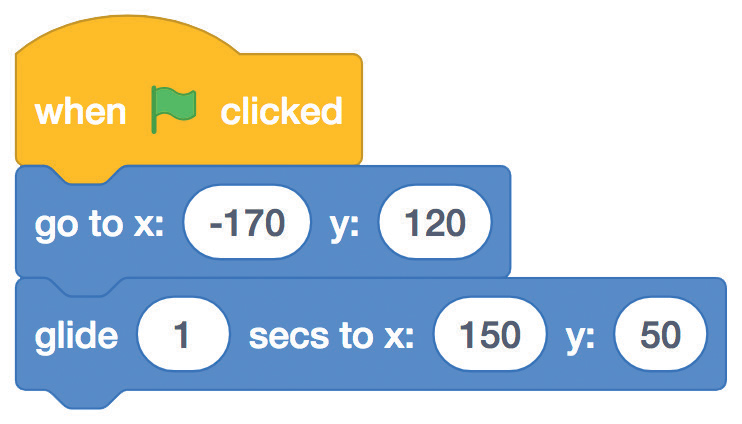 when clicked
go to x: -170 y: 120
glide 1 secs to x: 150 y: 50